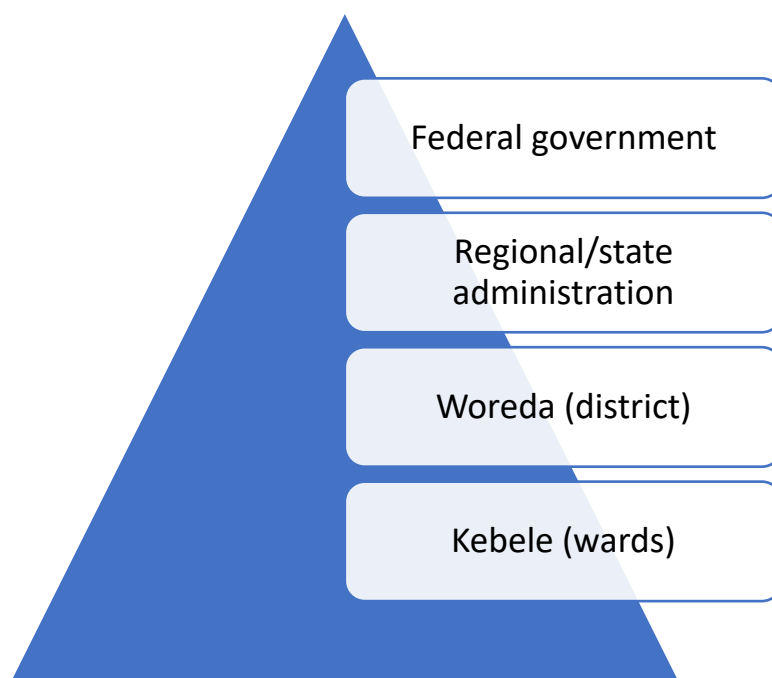 Federal government
Regional/state
administration
Woreda (district)
Kebele (wards)